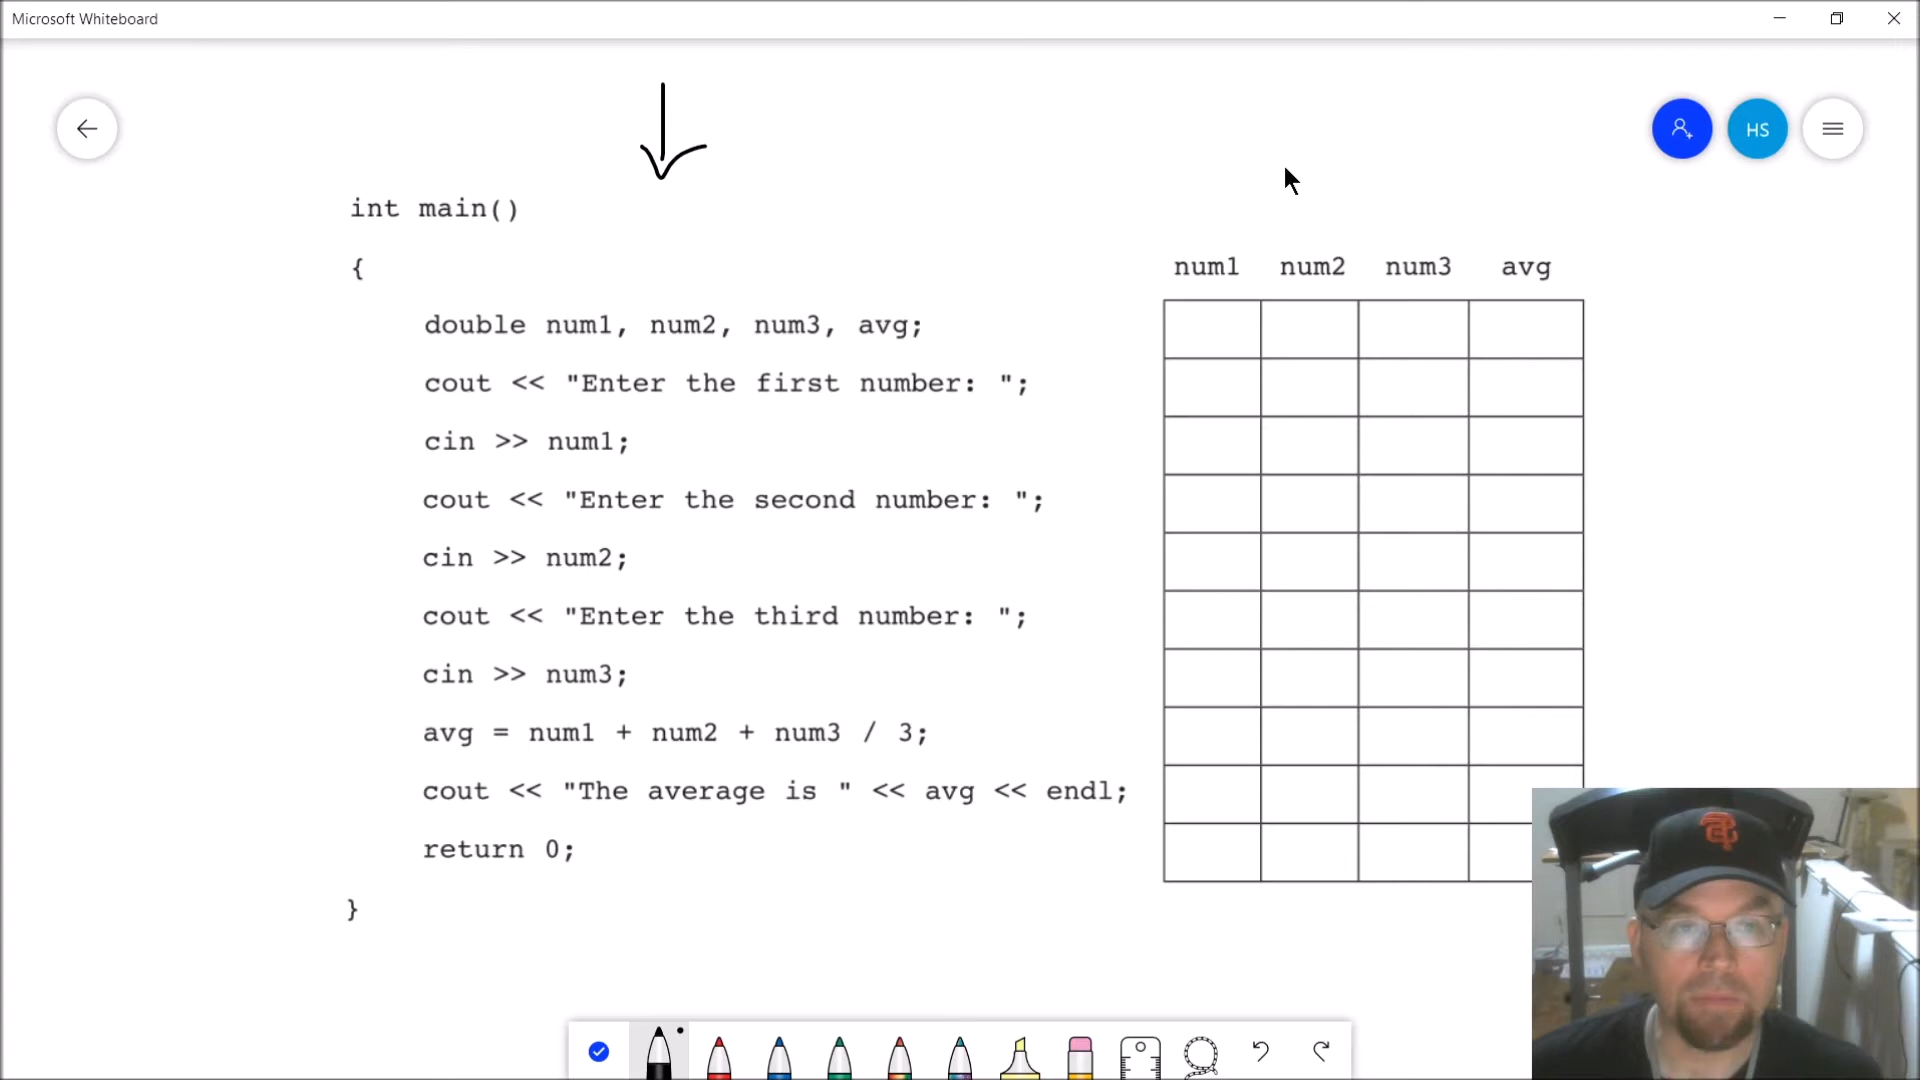 Microsoft Whiteboard
HS
int main()
{
double num1, num2, num3, avg;
cout << "Enter the first number: ";
cin >> num1;
cout << "Enter the second number: ";
cin >> num2;
cout << "Enter the third number: ";
cin >> num3;
avg = num1 + num2 + num3 / 3;
cout << "The average is " << avg << endl;
return 0;
}
num1 num2 num3 avg
SF